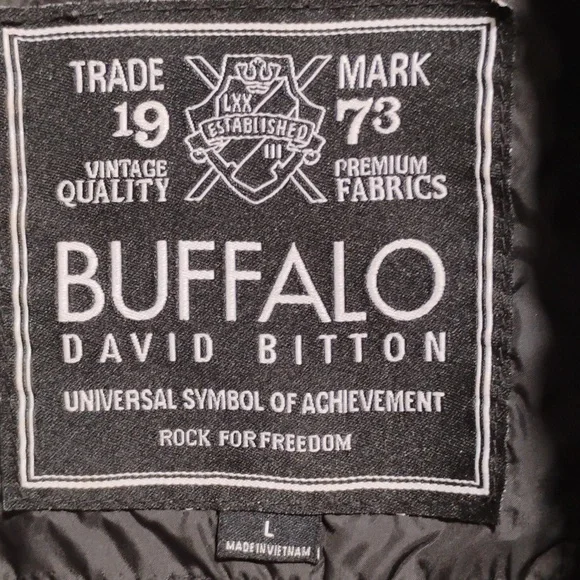 TRADE MARK
19 73
LXX
ESTABLISHED
III
VINTAGE PREMIUM
QUALITY FABRICS
BUFFALO
DAVID BITTON
UNIVERSAL SYMBOL OF ACHIEVEMENT
ROCK FOR FREEDOM
L
MADE IN VIETNAM